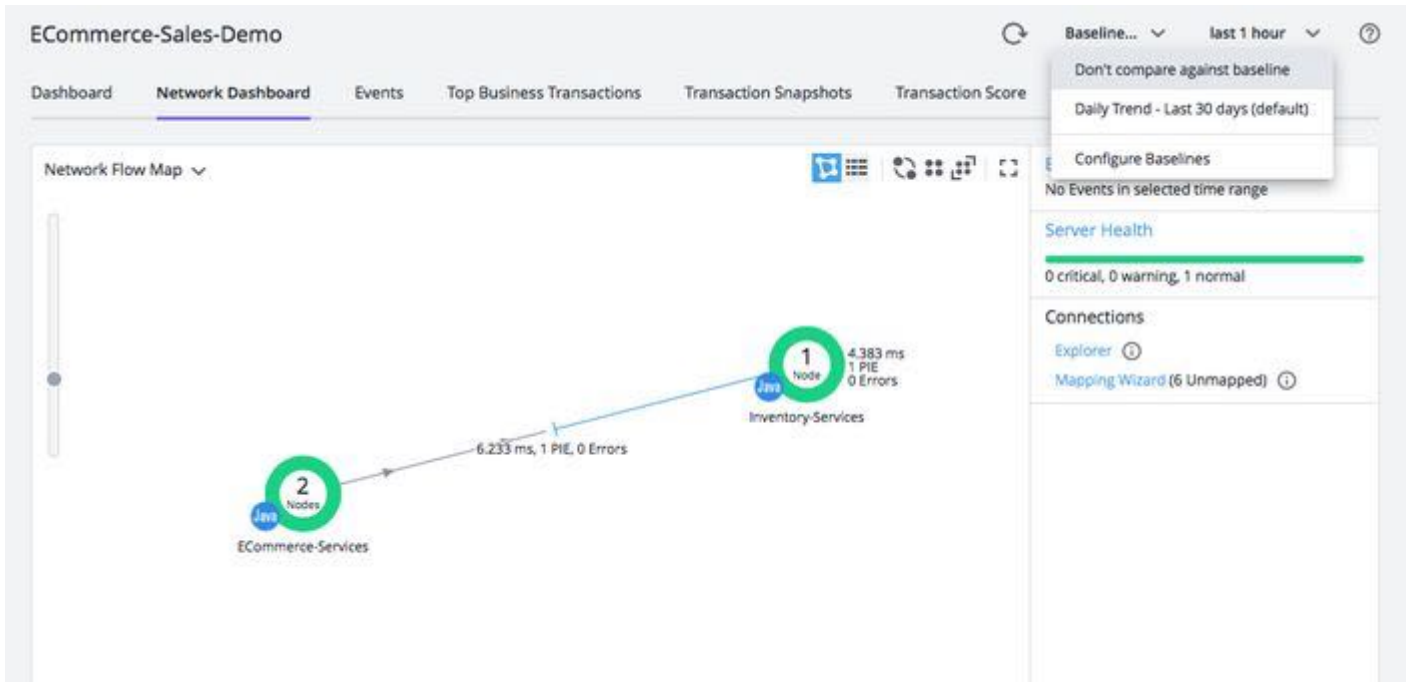 ECommerce-Sales-Demo
Baseline... last 1 hour
Don't compare against baseline
Daily Trend - Last 30 days (default)
Configure Baselines
Dashboard Network Dashboard Events Top Business Transactions Transaction Snapshots Transaction Score
Network Flow Map
No Events in selected time range
Server Health
0 critical, 0 warning, 1 normal
Connections
Explorer
Mapping Wizard (6 Unmapped)
1
Node
Java
4.383 ms
1 PIE
0 Errors
Inventory-Services
6.233 ms, 1 PIE, 0 Errors
2
Nodes
Java
ECommerce-Services